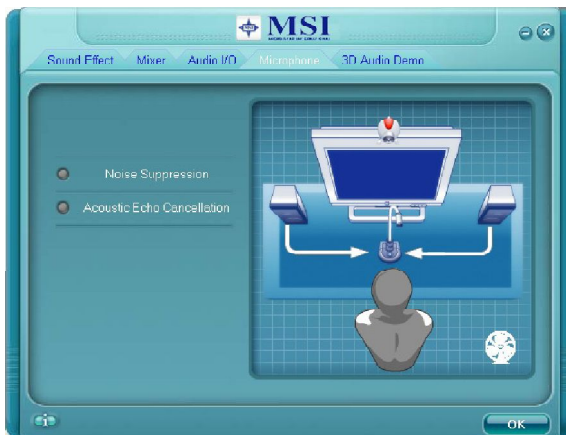 MSI
Sound Effect Mixer Audio I/O Microphone 3D Audio Demo
Noise Suppression
Acoustic Echo Cancellation
OK